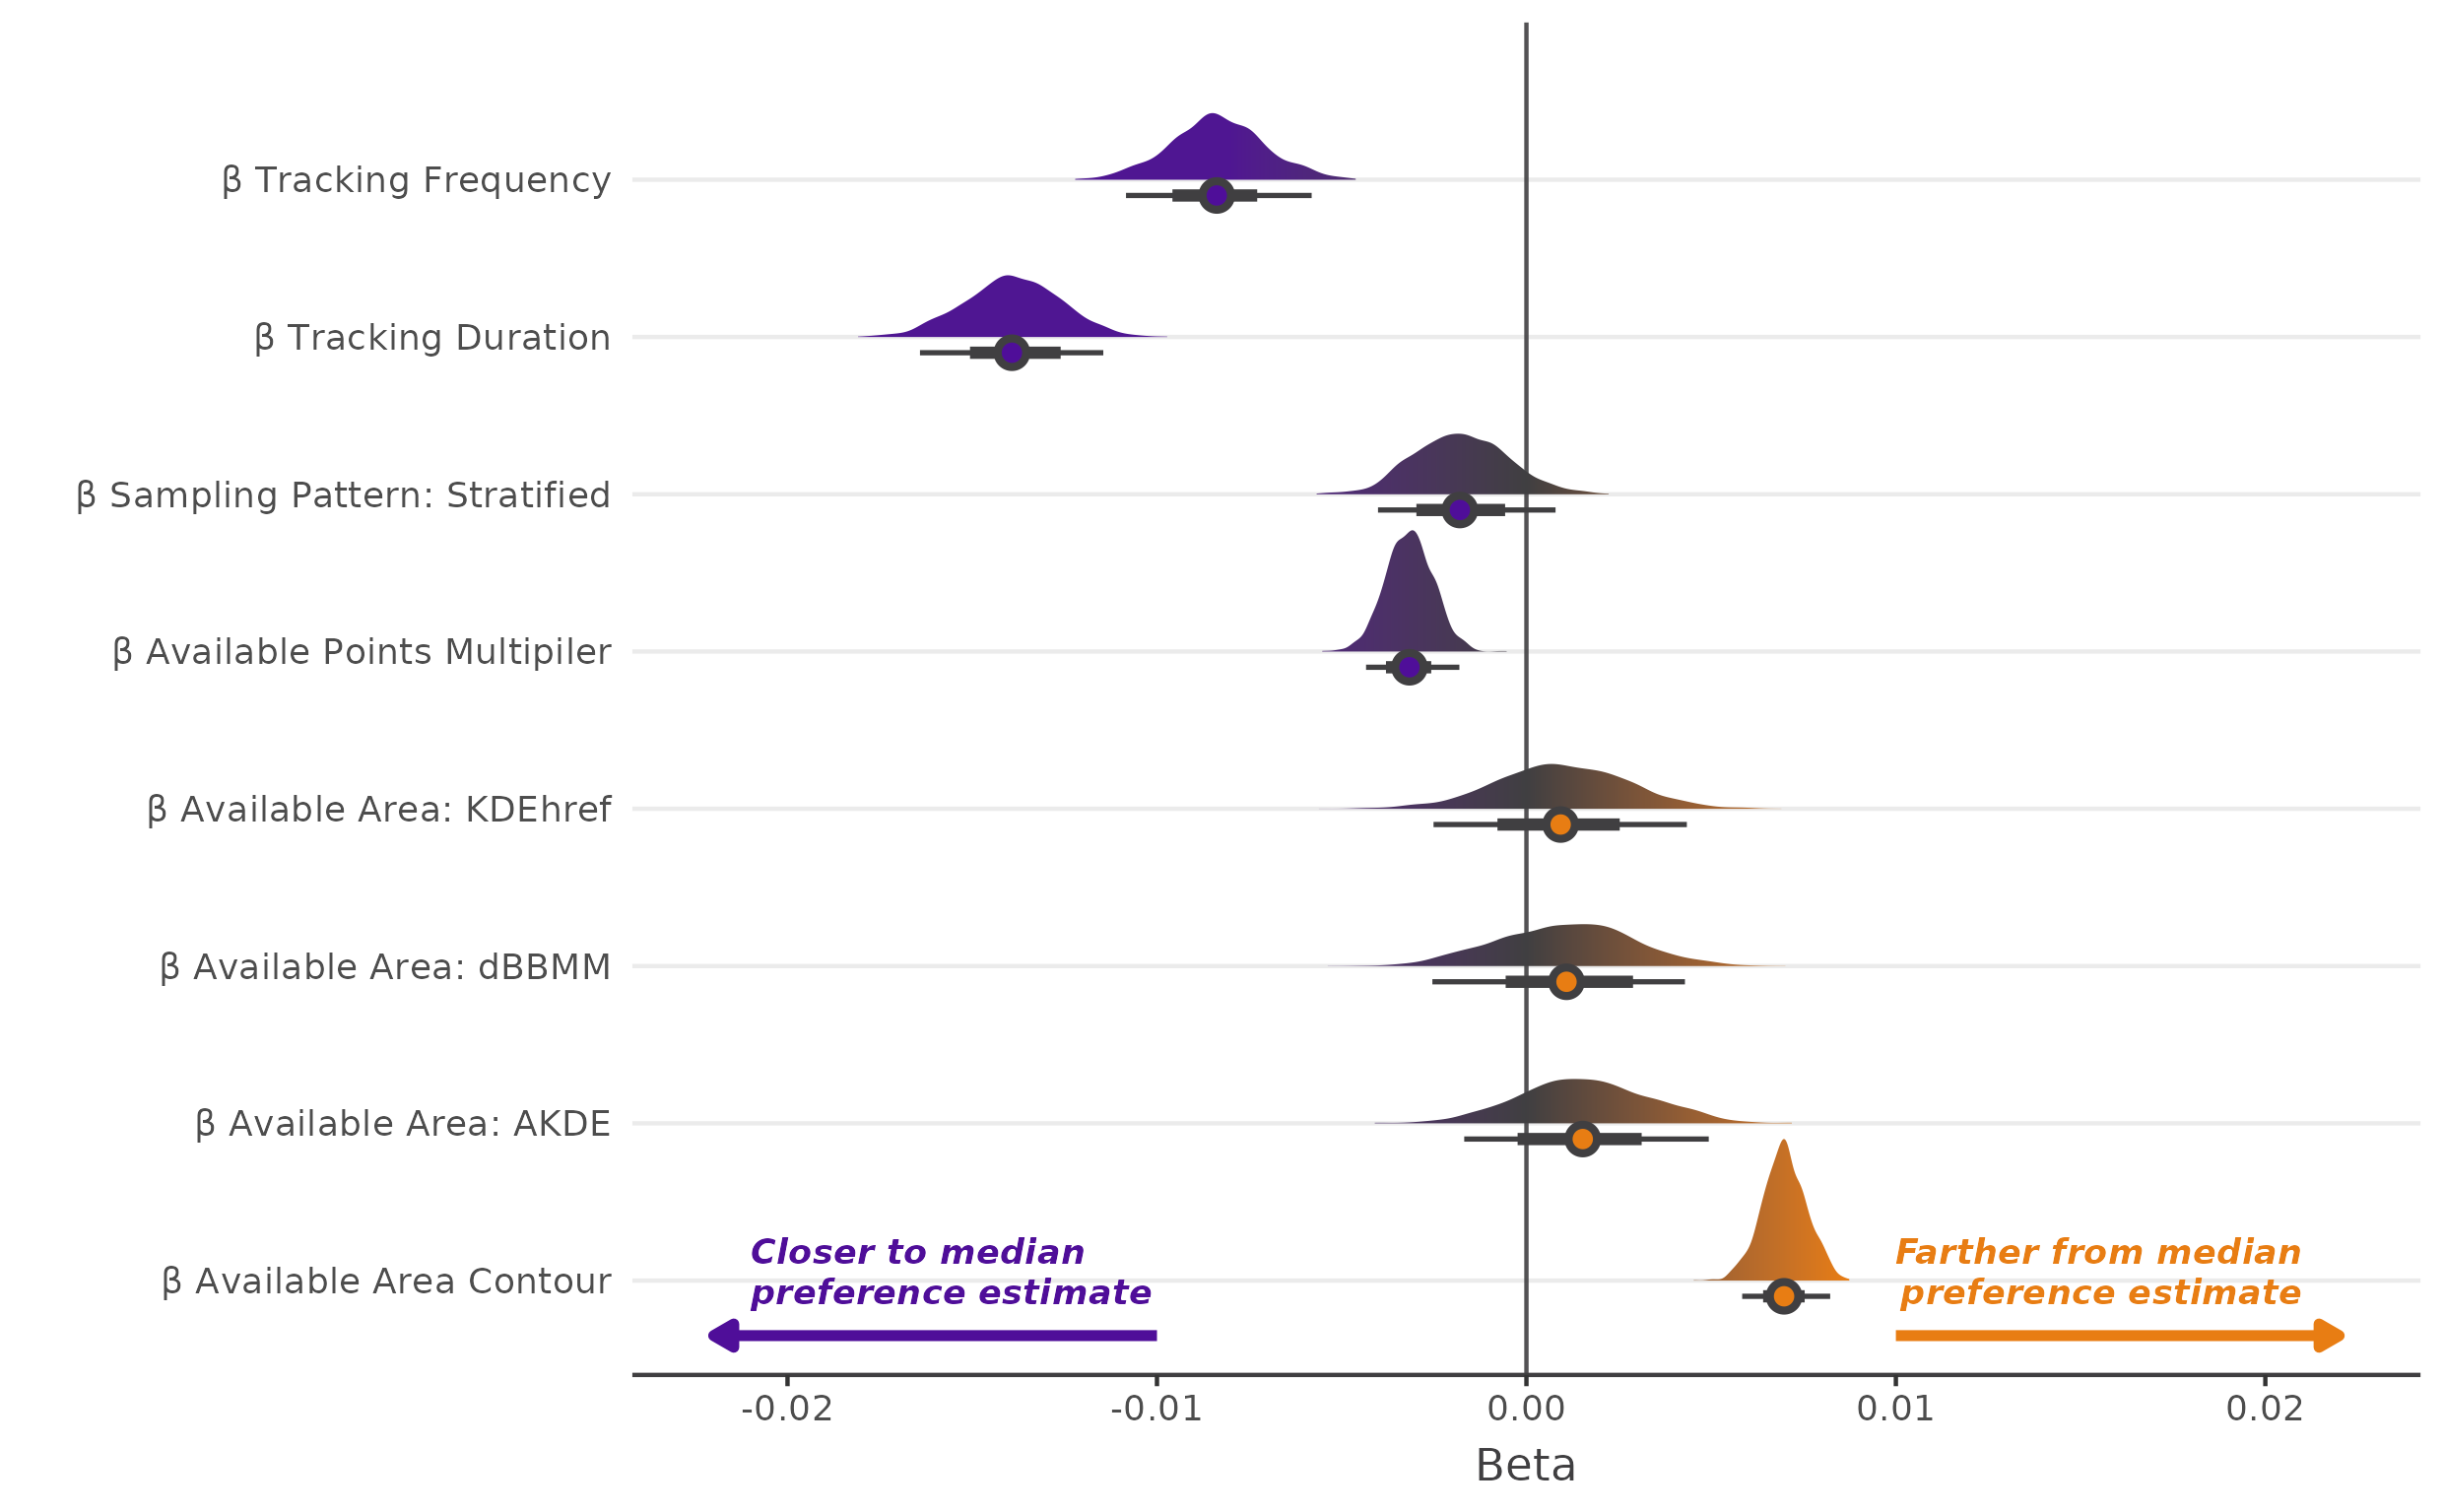 β Tracking Frequency
β Tracking Duration
β Sampling Pattern: Stratified
β Available Points Multipiler
β Available Area: KDEhref
β Available Area: dBBMM
β Available Area: AKDE
β Available Area Contour
Closer to median
preference estimate
Farther from median
preference estimate
-0.02 -0.01 0.00 0.01 0.02
Beta